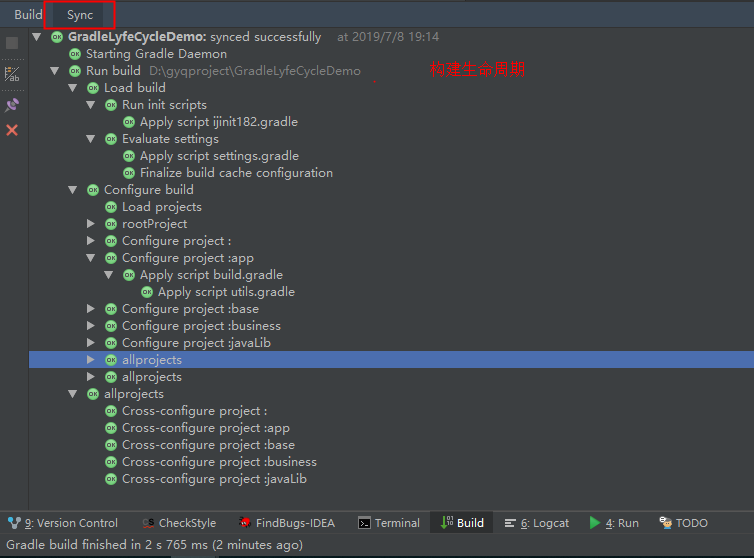 Build Sync
GradleLyfeCycleDemo: synced successfully at 2019/7/8 19:14
Starting Gradle Daemon
Run build D:\gyqproject\GradleLyfeCycleDemo 构建生命周期
Load build
Run init scripts
Apply script ijinit182.gradle
Evaluate settings
Apply script settings.gradle
Finalize build cache configuration
Configure build
Load projects
rootProject
Configure project :
Configure project :app
Apply script build.gradle
Apply script utils.gradle
Configure project :base
Configure project :business
Configure project :javaLib
allprojects
allprojects
allprojects
Cross-configure project :
Cross-configure project :app
Cross-configure project :base
Cross-configure project :business
Cross-configure project :javaLib
9: Version Control CheckStyle FindBugs-IDEA Terminal Build 6: Logcat 4: Run TODO
Gradle build finished in 2 s 765 ms (2 minutes ago)